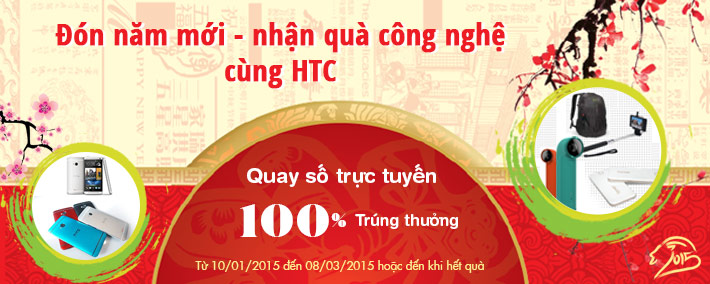 Đón năm mới - nhận quà công nghệ
cùng HTC
Quay số trực tuyến
100% Trúng thưởng
Từ 10/01/2015 đến 08/03/2015 hoặc đến khi hết quà
2015